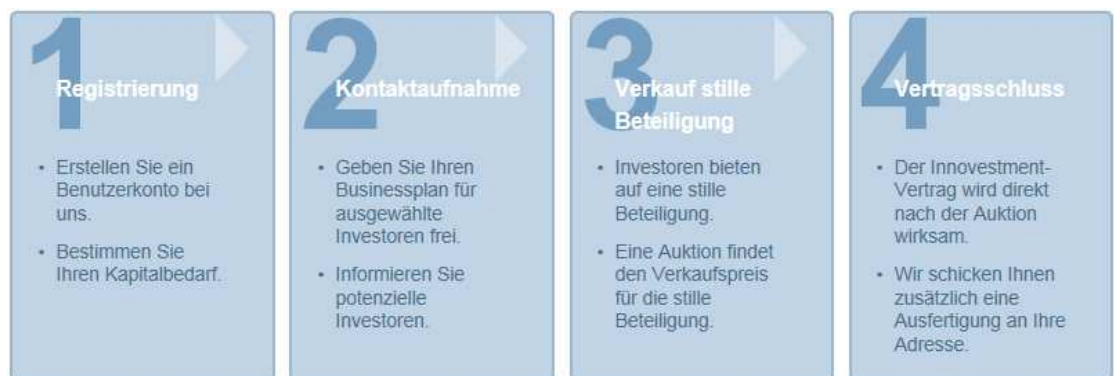 1
Registrierung
• Erstellen Sie ein
Benutzerkonto bei
uns.
• Bestimmen Sie
Ihren Kapitalbedarf.
2
Kontaktaufnahme
• Geben Sie Ihren
Businessplan für
ausgewählte
Investoren frei.
• Informieren Sie
potenzielle
Investoren.
3
Verkauf stille
Beteiligung
• Investoren bieten
auf eine stille
Beteiligung.
• Eine Auktion findet
den Verkaufspreis
für die stille
Beteiligung.
4
Vertragsschluss
• Der Innovestment-
Vertrag wird direkt
nach der Auktion
wirksam.
• Wir schicken Ihnen
zusätzlich eine
Ausfertigung an Ihre
Adresse.